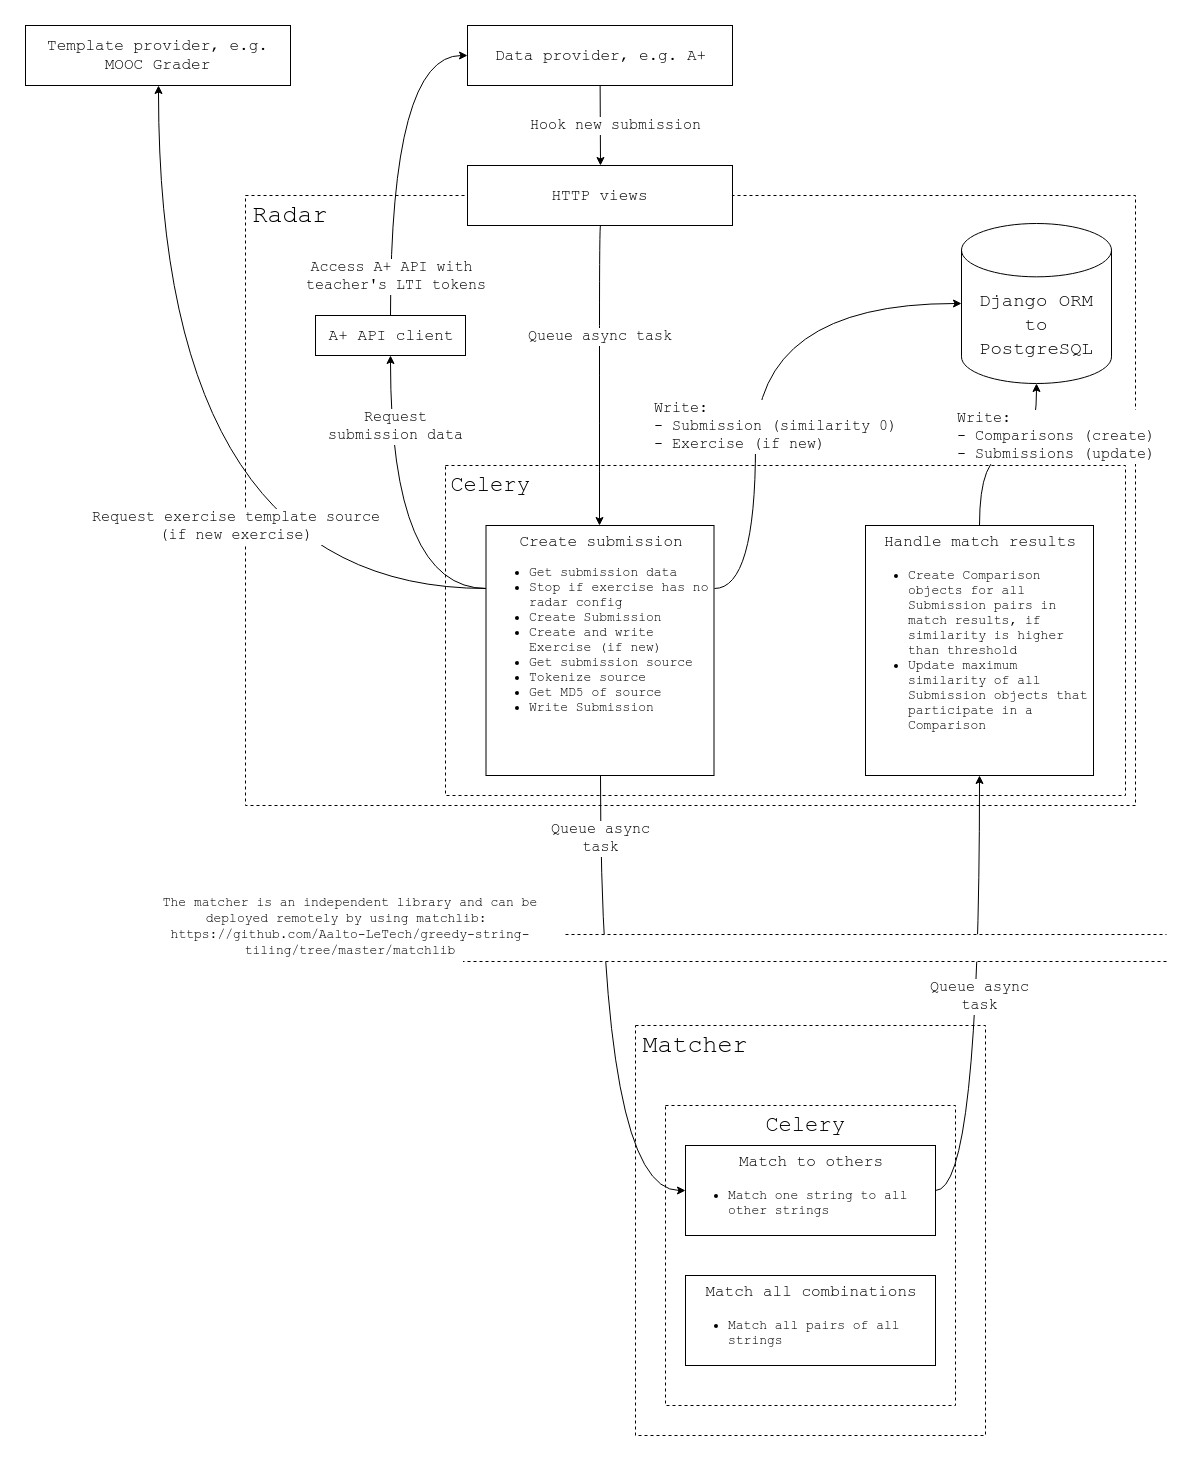 Template provider, e.g.
MOOC Grader
Data provider, e.g. A+
Hook new submission
HTTP views
Radar
Access A+ API with
teacher's LTI tokens
A+ API client
Queue async task
Django ORM
to
PostgreSQL
Request
submission data
Write:
- Submission (similarity 0)
- Exercise (if new)
Write:
- Comparisons (create)
- Submissions (update)
Celery
Request exercise template source
(if new exercise)
Create submission
• Get submission data
• Stop if exercise has no
radar config
• Create Submission
• Create and write
Exercise (if new)
• Get submission source
• Tokenize source
• Get MD5 of source
• Write Submission
Handle match results
• Create Comparison
objects for all
Submission pairs in
match results, if
similarity is higher
than threshold
• Update maximum
similarity of all
Submission objects that
participate in a
Comparison
Queue async
task
The matcher is an independent library and can be
deployed remotely by using matchlib:
https://github.com/Aalto-LeTech/greedy-string-
tiling/tree/master/matchlib
Queue async
task
Matcher
Celery
Match to others
• Match one string to all
other strings
Match all combinations
• Match all pairs of all
strings